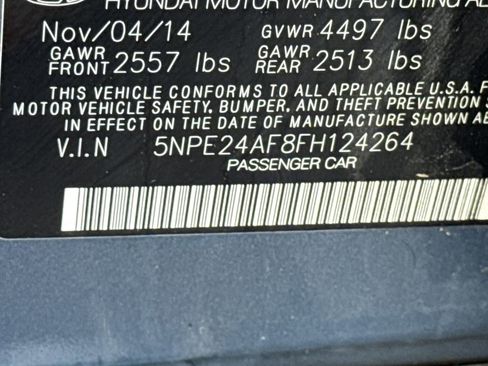 HYUNDAI MOTOR MANUFACTURING
Nov/04/14 GVWR 4497 lbs
GAWR FRONT 2557 lbs GAWR REAR 2513 lbs
THIS VEHICLE CONFORMS TO ALL APPLICABLE U.S.A. F
MOTOR VEHICLE SAFETY, BUMPER, AND THEFT PREVENTION
IN EFFECT ON THE DATE OF MANUFACTURE SHOWN AB
V.I.N 5NPE24AF8FH124264
PASSENGER CAR